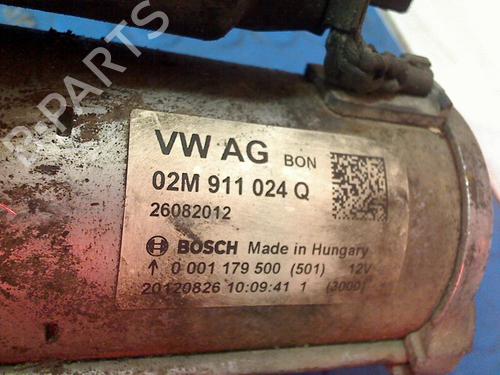 B-PARTS
VW AG BON
02M 911 024 Q
26082012
BOSCH Made in Hungary
↑ 0 001 179 500 (501) 12V
20120826 10:09:41 1 (3000)